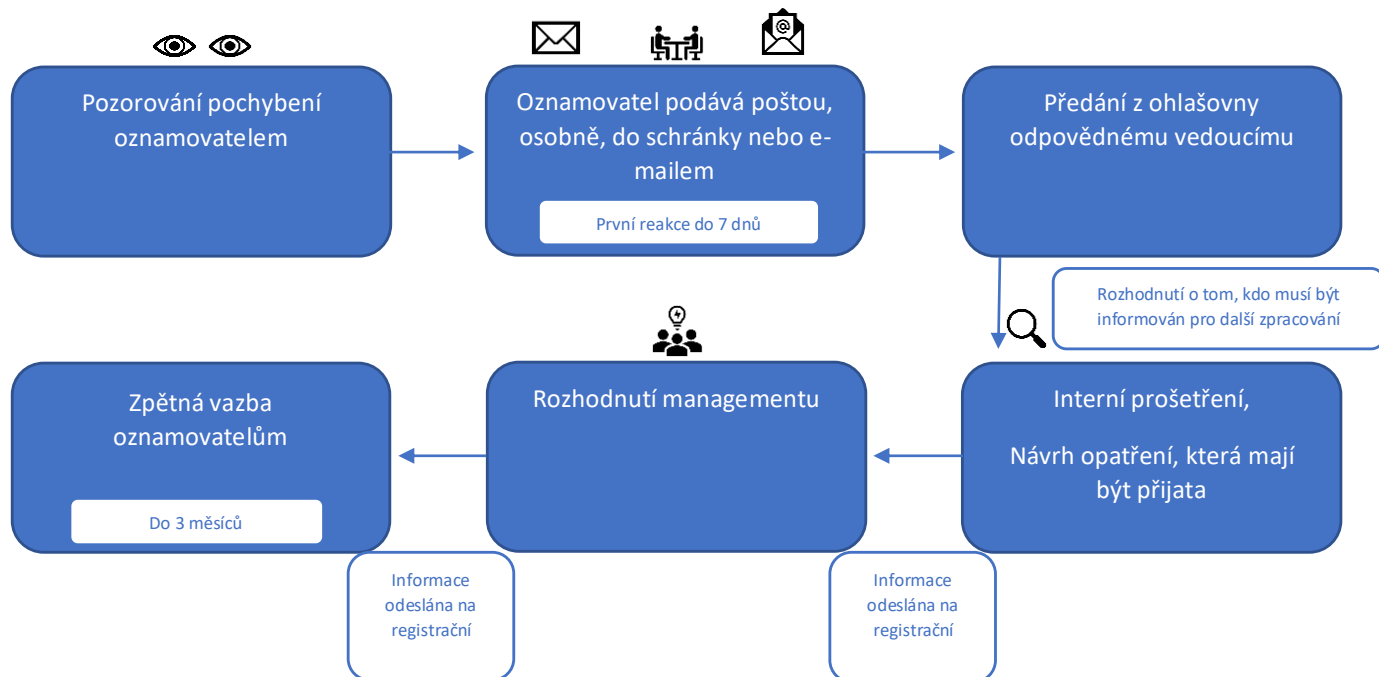 Pozorování pochybení
oznamovatelem
Oznamovatel podává poštou,
osobně, do schránky nebo e-
mailem
První reakce do 7 dnů
Předání z ohlašovny
odpovědnému vedoucímu
Rozhodnutí o tom, kdo musí být
informován pro další zpracování
Interní prošetření,
Návrh opatření, která mají
být přijata
Rozhodnutí managementu
Zpětná vazba
oznamovatelům
Do 3 měsíců
Informace
odeslána na
registrační
Informace
odeslána na
registrační